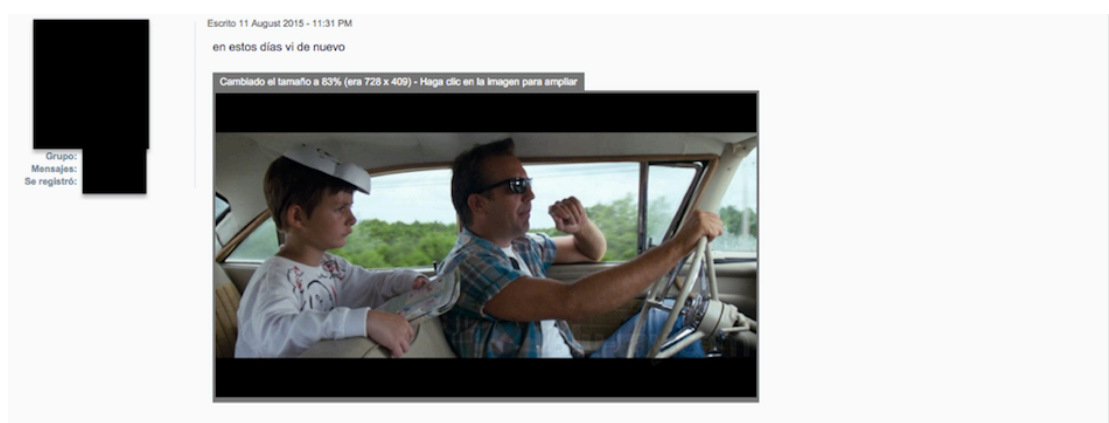 Escrito 11 August 2015 - 11:31 PM
en estos días vi de nuevo
Cambiado el tamaño a 83% (era 728 x 409) - Haga clic en la imagen para ampliar
Grupo:
Mensajes:
Se registró: